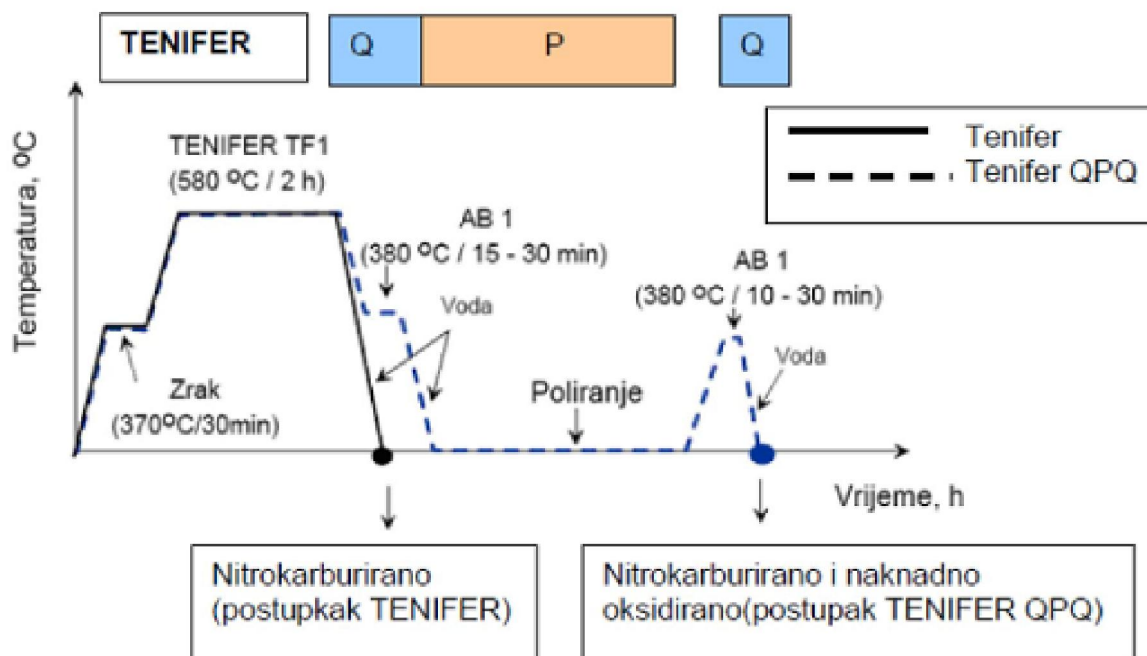 TENIFER
Q
P
Q
Tenifer
Tenifer QPQ
Temperatura, ºC
TENIFER TF1
(580 ºC / 2 h)
AB 1
(380 ºC / 15 - 30 min)
AB 1
(380 ºC / 10 - 30 min)
Voda
Voda
Zrak
(370ºC/30min)
Poliranje
Vrijeme, h
Nitrokarburirano
(postupkak TENIFER)
Nitrokarburirano i naknadno
oksidirano(postupak TENIFER QPQ)